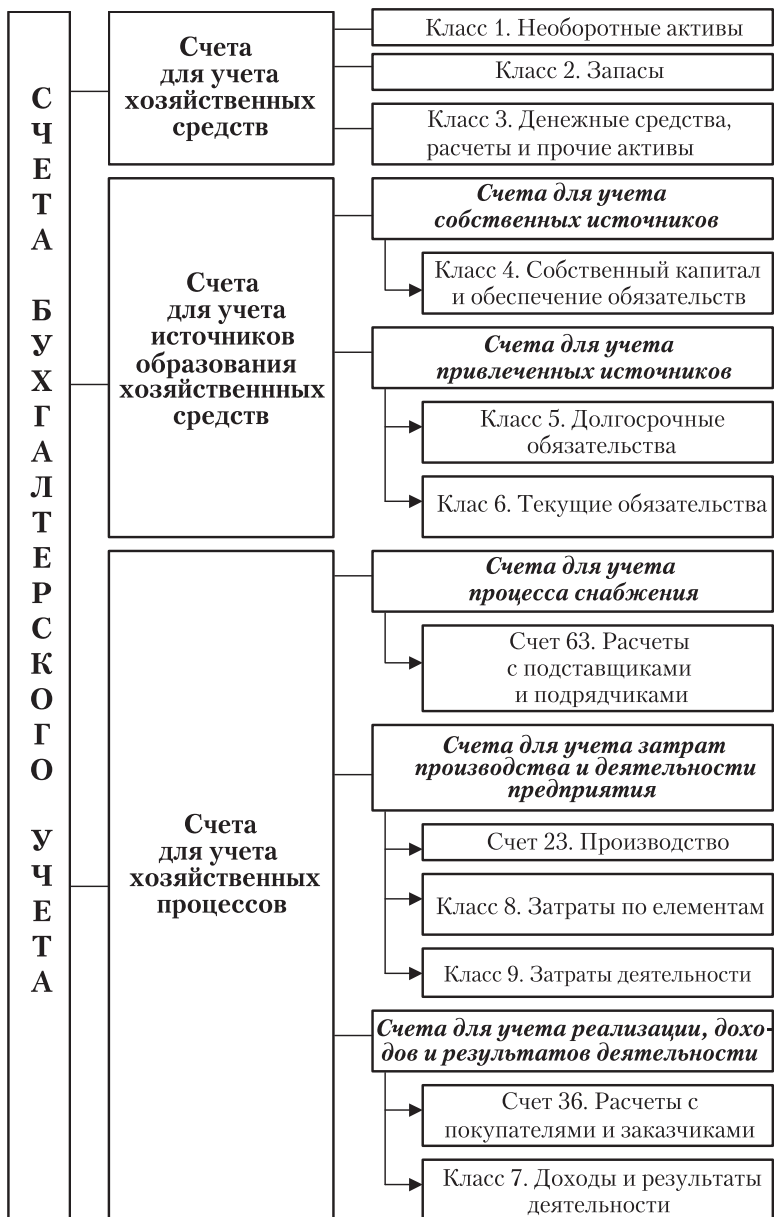 СЧЕТА БУХГАЛТЕРСКОГО УЧЕТА
Счета
для учета
хозяйственных
средств
Класс 1. Необоротные активы
Класс 2. Запасы
Класс 3. Денежные средства,
расчеты и прочие активы
Счета
для учета
источников
образования
хозяйственнных
средств
Счета для учета
собственных источников
Класс 4. Собственный капитал
и обеспечение обязательств
Счета для учета
привлеченных источников
Класс 5. Долгосрочные
обязательства
Клас 6. Текущие обязательства
Счета
для учета
хозяйственных
процессов
Счета для учета
процесса снабжения
Счет 63. Расчеты
с подставщиками
и подрядчиками
Счета для учета затрат
производства и деятельности
предприятия
Счет 23. Производство
Класс 8. Затраты по елементам
Класс 9. Затраты деятельности
Счета для учета реализации, дохо-
дов и результатов деятельности
Счет 36. Расчеты с
покупателями и заказчиками
Класс 7. Доходы и результаты
деятельности